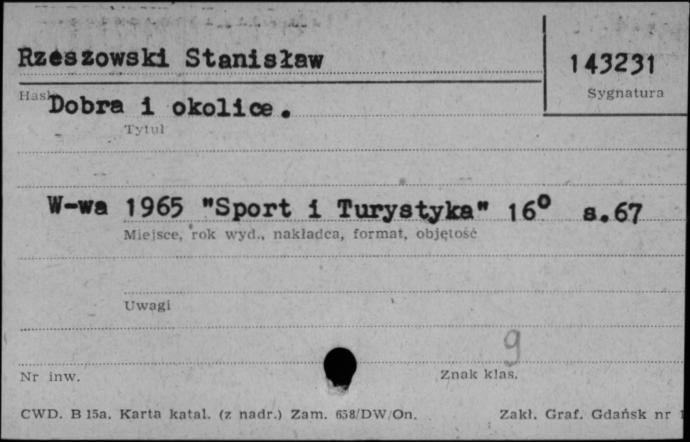 Rzeszowski Stanisław
143231
Sygnatura
Hasło
Dobra i okolice.
Tytuł
W-wa 1965 "Sport i Turystyka" 16° s.67
Miejsce, rok wyd., nakładca, format, objętość
Uwagi
9
Nr inw.
Znak klas.
CWD. B 15a. Karta katal. (z nadr.) Zam. 658/DW/On.
Zakł. Graf. Gdańsk nr 1